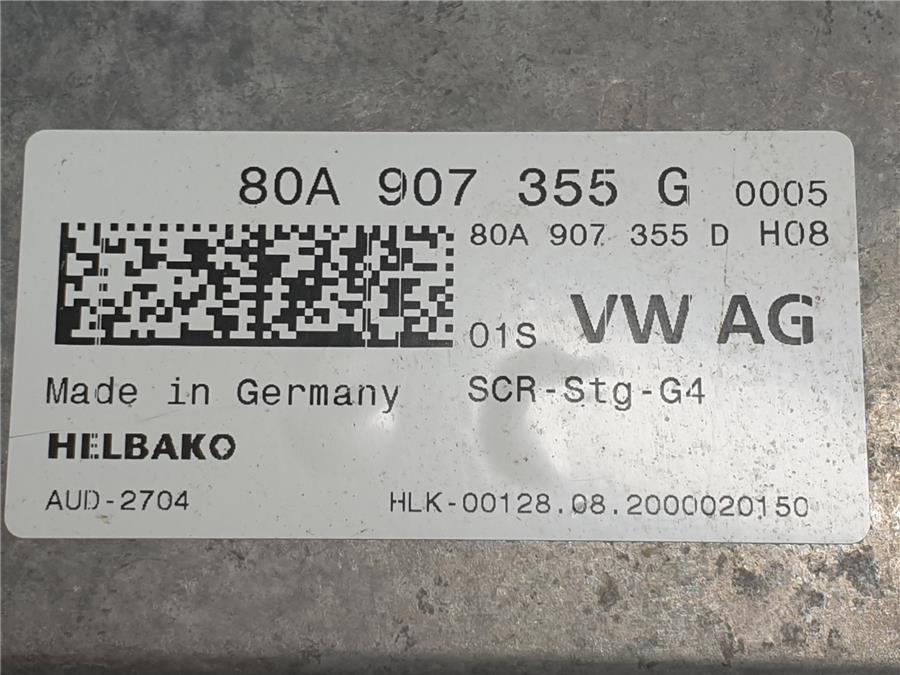 80A 907 355 G 0005
80A 907 355 D H08
01S VW AG
Made in Germany SCR-Stg-G4
HELBAKO
AUD-2704 HLK-00128.08.2000020150